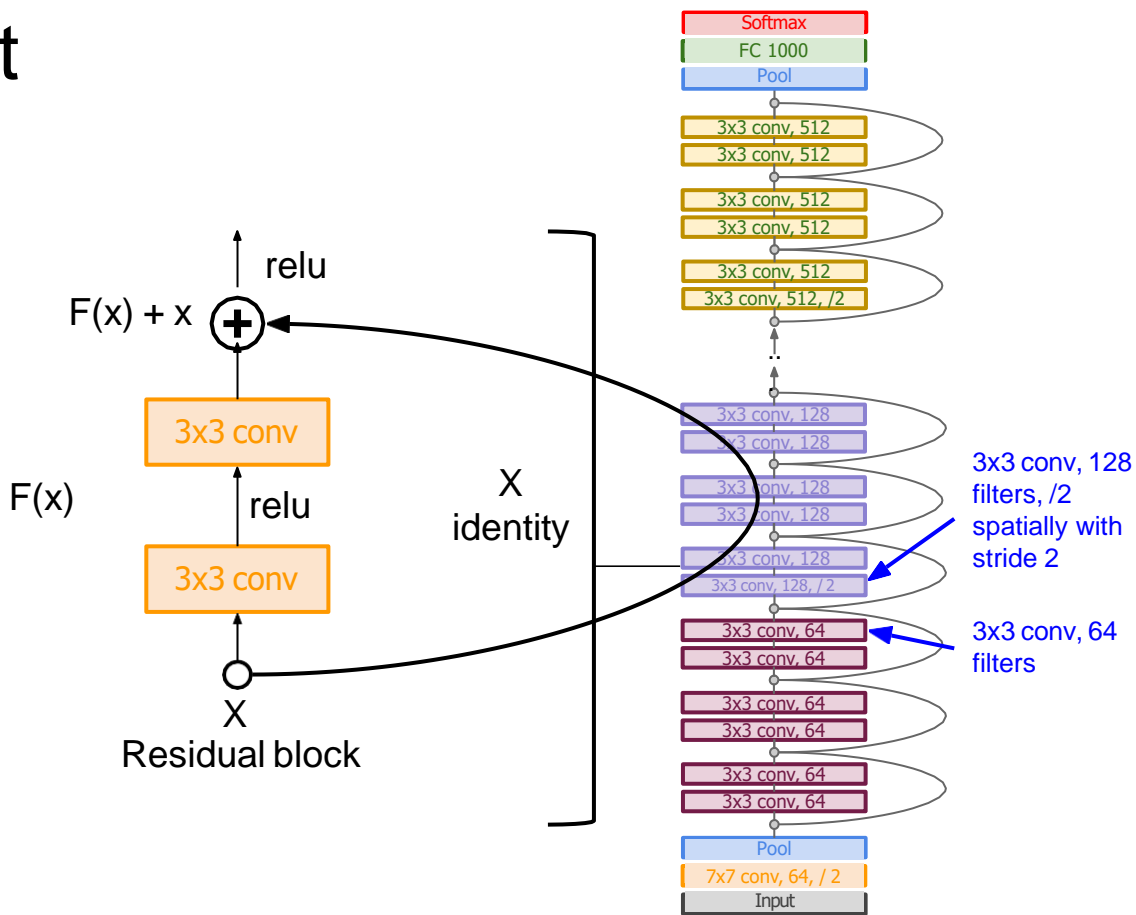 t
relu
F(x) + x
3x3 conv
F(x)
relu
3x3 conv
X
Residual block
X
identity
Softmax
FC 1000
Pool
3x3 conv, 512
3x3 conv, 512
3x3 conv, 512
3x3 conv, 512
3x3 conv, 512
3x3 conv, 512, /2
..
.
3x3 conv, 128
3x3 conv, 128
3x3 conv, 128
3x3 conv, 128
3x3 conv, 128
3x3 conv, 128, / 2
3x3 conv, 64
3x3 conv, 64
3x3 conv, 64
3x3 conv, 64
3x3 conv, 64
3x3 conv, 64
Pool
7x7 conv, 64, / 2
Input
3x3 conv, 128
filters, /2
spatially with
stride 2
3x3 conv, 64
filters